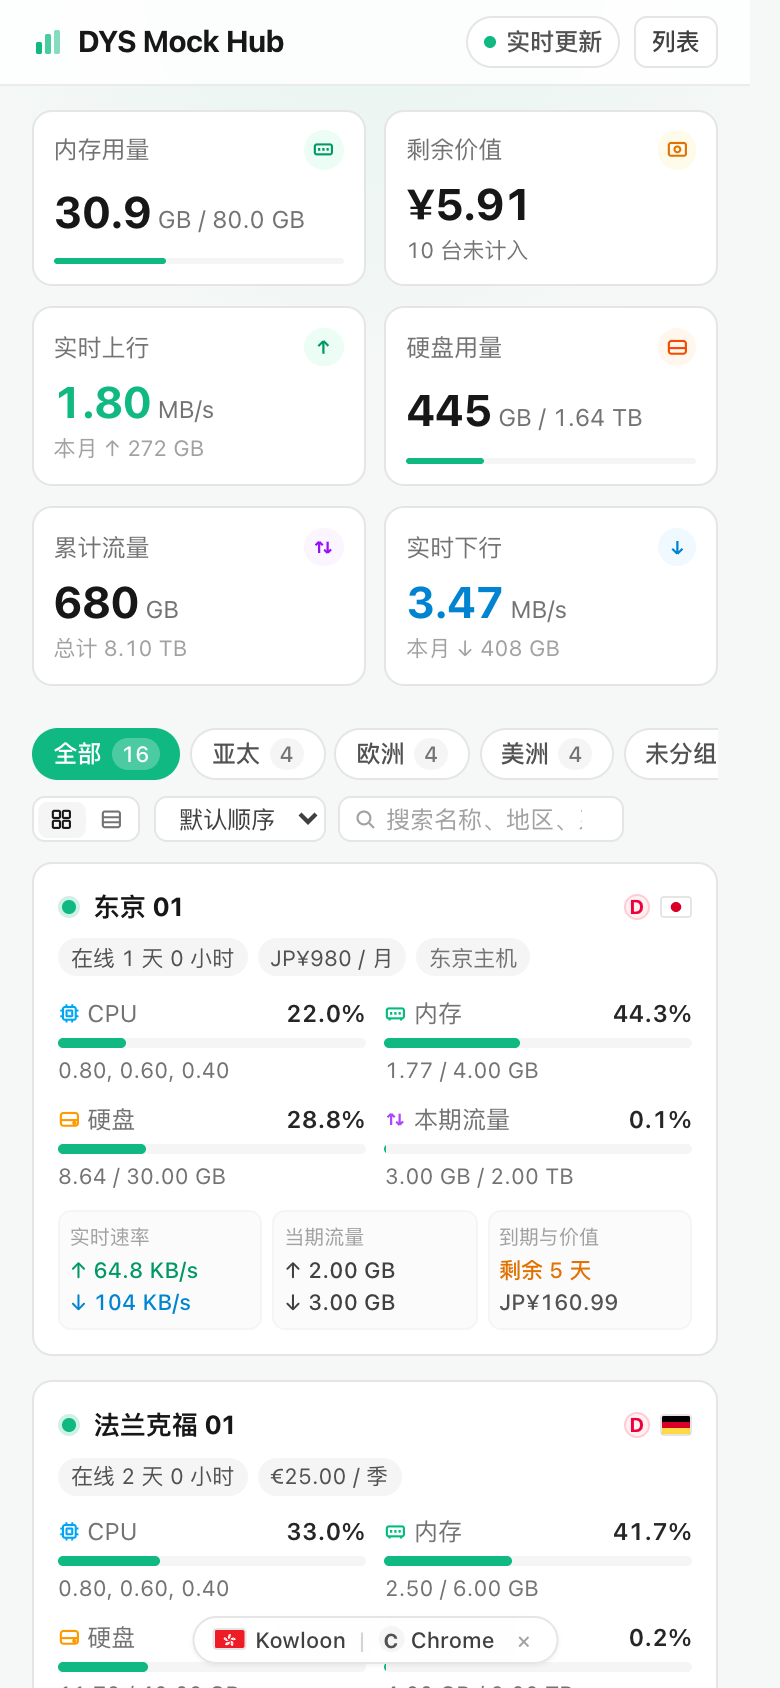 DYS Mock Hub
实时更新
列表
内存用量
30.9 GB / 80.0 GB
剩余价值
¥5.91
10 台未计入
实时上行
1.80 MB/s
本月 ↑ 272 GB
硬盘用量
445 GB / 1.64 TB
累计流量
680 GB
总计 8.10 TB
实时下行
3.47 MB/s
本月 ↓ 408 GB
全部 16
亚太 4
欧洲 4
美洲 4
未分组
默认顺序
搜索名称、地区、
东京 01
D
在线 1 天 0 小时
JP¥980 / 月
东京主机
CPU 22.0%
0.80, 0.60, 0.40
内存 44.3%
1.77 / 4.00 GB
硬盘 28.8%
8.64 / 30.00 GB
本期流量 0.1%
3.00 GB / 2.00 TB
实时速率
↑ 64.8 KB/s
↓ 104 KB/s
当期流量
↑ 2.00 GB
↓ 3.00 GB
到期与价值
剩余 5 天
JP¥160.99
法兰克福 01
D
在线 2 天 0 小时
€25.00 / 季
CPU 33.0%
0.80, 0.60, 0.40
内存 41.7%
2.50 / 6.00 GB
硬盘
0.2%
Kowloon | C Chrome ×